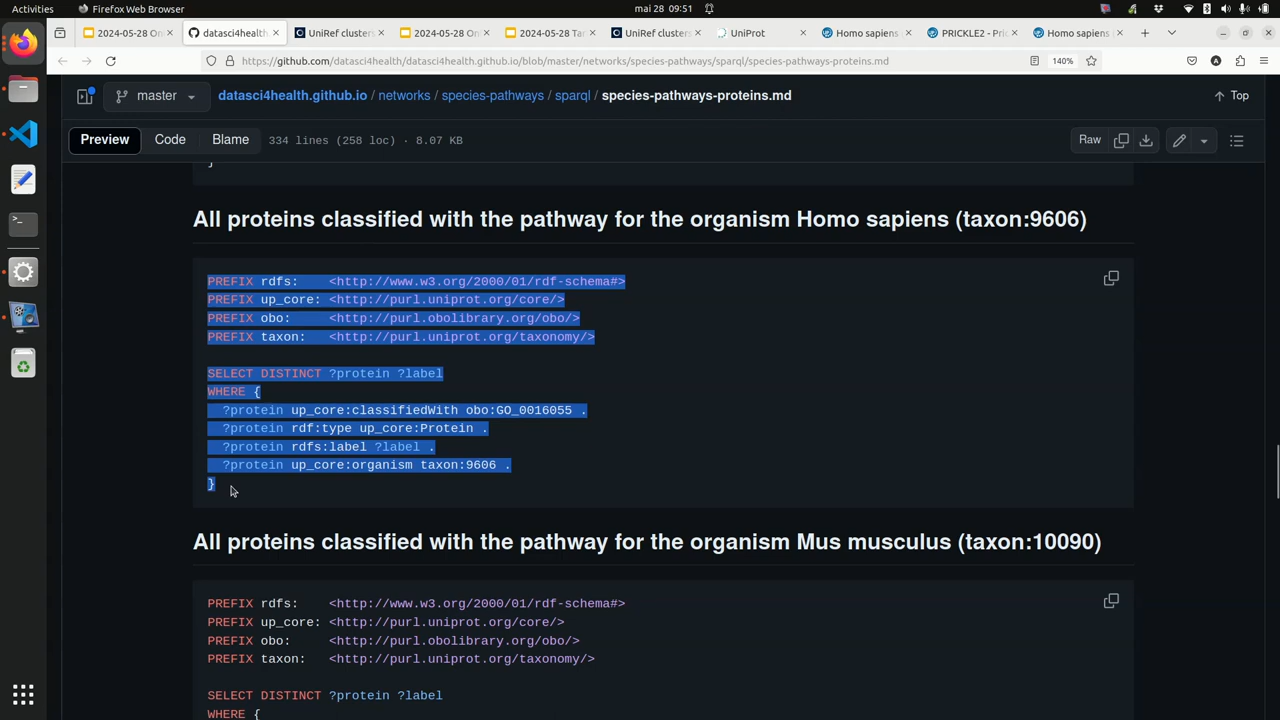 Activities
Firefox Web Browser
mai 28 09:51
2024-05-28 On
datasci4health
UniRef cluster
2024-05-28 On
2024-05-28 Ta
UniRef cluster
UniProt
Homo sapiens
PRICKLE2 - Pri
Homo sapiens
https://github.com/datasci4health/datasci4health.github.io/blob/master/networks/species-pathways/sparql/species-pathways-proteins.md
140%
master
datasci4health.github.io / networks / species-pathways / sparql / species-pathways-proteins.md
Top
Preview
Code
Blame
334 lines (258 loc) · 8.07 KB
Raw
}
All proteins classified with the pathway for the organism Homo sapiens (taxon:9606)
PREFIX rdfs: <http://www.w3.org/2000/01/rdf-schema#>
PREFIX up_core: <http://purl.uniprot.org/core/>
PREFIX obo: <http://purl.obolibrary.org/obo/>
PREFIX taxon: <http://purl.uniprot.org/taxonomy/>
SELECT DISTINCT ?protein ?label
WHERE {
?protein up_core:classifiedWith obo:GO_0016055 .
?protein rdf:type up_core:Protein .
?protein rdfs:label ?label .
?protein up_core:organism taxon:9606 .
}
All proteins classified with the pathway for the organism Mus musculus (taxon:10090)
PREFIX rdfs: <http://www.w3.org/2000/01/rdf-schema#>
PREFIX up_core: <http://purl.uniprot.org/core/>
PREFIX obo: <http://purl.obolibrary.org/obo/>
PREFIX taxon: <http://purl.uniprot.org/taxonomy/>
SELECT DISTINCT ?protein ?label
WHERE {